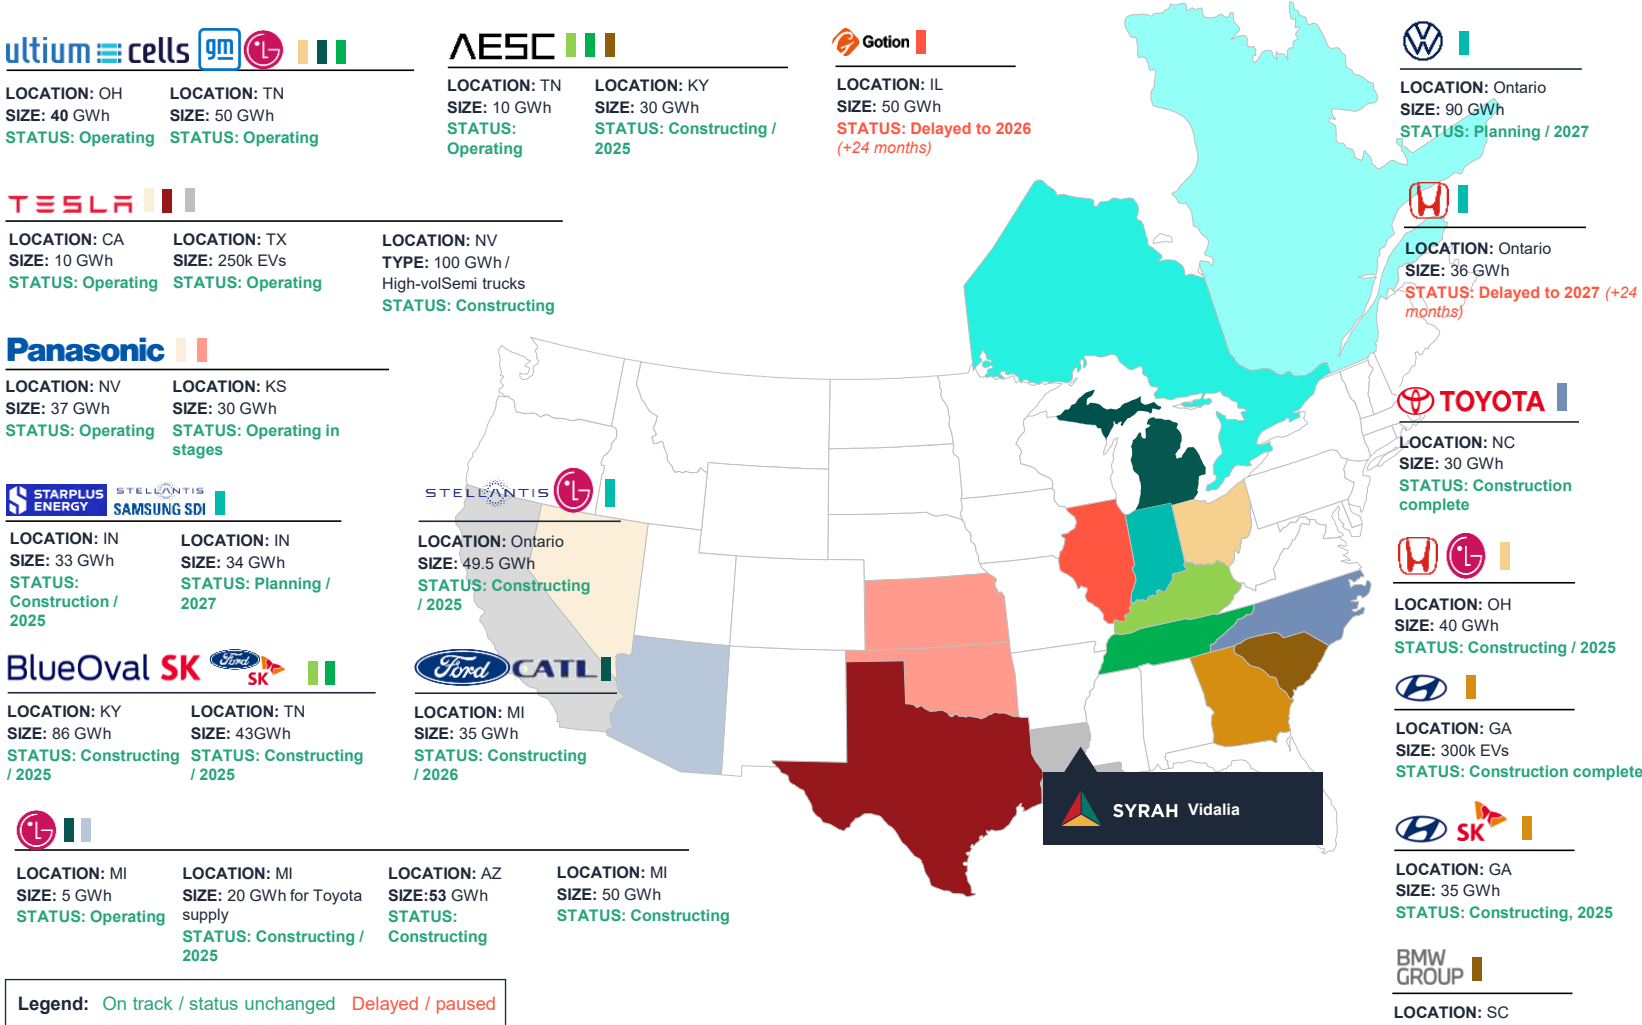 ultium cells gm LG
LOCATION: OH
SIZE: 40 GWh
STATUS: Operating
LOCATION: TN
SIZE: 50 GWh
STATUS: Operating
AESC
LOCATION: TN
SIZE: 10 GWh
STATUS:
Operating
LOCATION: KY
SIZE: 30 GWh
STATUS: Constructing /
2025
Gotion
LOCATION: IL
SIZE: 50 GWh
STATUS: Delayed to 2026
(+24 months)
LOCATION: Ontario
SIZE: 90 GWh
STATUS: Planning / 2027
TESLA
LOCATION: CA
SIZE: 10 GWh
STATUS: Operating
LOCATION: TX
SIZE: 250k EVs
STATUS: Operating
LOCATION: NV
TYPE: 100 GWh /
High-volSemi trucks
STATUS: Constructing
LOCATION: Ontario
SIZE: 36 GWh
STATUS: Delayed to 2027 (+24
months)
Panasonic
LOCATION: NV
SIZE: 37 GWh
STATUS: Operating
LOCATION: KS
SIZE: 30 GWh
STATUS: Operating in
stages
TOYOTA
LOCATION: NC
SIZE: 30 GWh
STATUS: Construction
complete
STARPLUS
ENERGY
STELLANTIS
SAMSUNG SDI
LOCATION: IN
SIZE: 33 GWh
STATUS:
Construction /
2025
LOCATION: IN
SIZE: 34 GWh
STATUS: Planning /
2027
STELLANTIS LG
LOCATION: Ontario
SIZE: 49.5 GWh
STATUS: Constructing
/ 2025
LG
LOCATION: OH
SIZE: 40 GWh
STATUS: Constructing / 2025
BlueOval SK Ford SK
LOCATION: KY
SIZE: 86 GWh
STATUS: Constructing
/ 2025
LOCATION: TN
SIZE: 43GWh
STATUS: Constructing
/ 2025
Ford CATL
LOCATION: MI
SIZE: 35 GWh
STATUS: Constructing
/ 2026
LOCATION: GA
SIZE: 300k EVs
STATUS: Construction complete
SYRAH Vidalia
SK
LOCATION: GA
SIZE: 35 GWh
STATUS: Constructing, 2025
LG
LOCATION: MI
SIZE: 5 GWh
STATUS: Operating
LOCATION: MI
SIZE: 20 GWh for Toyota
supply
STATUS: Constructing /
2025
LOCATION: AZ
SIZE:53 GWh
STATUS:
Constructing
LOCATION: MI
SIZE: 50 GWh
STATUS: Constructing
BMW
GROUP
LOCATION: SC
Legend: On track / status unchanged Delayed / paused